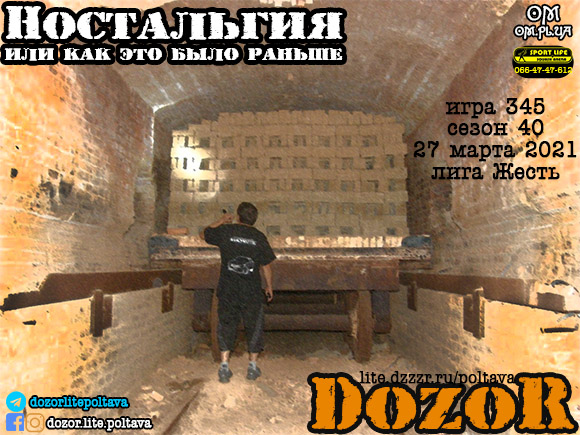 Ностальгия
или как это было раньше
ОМ
OM.PL.UA
SPORT LIFE
066-47-47-612
игра 345
сезон 40
27 марта 2021
лига Жесть
dozorlitepoltava
dozor.lite.poltava
lite.dzzzr.ru/poltava
DozoR